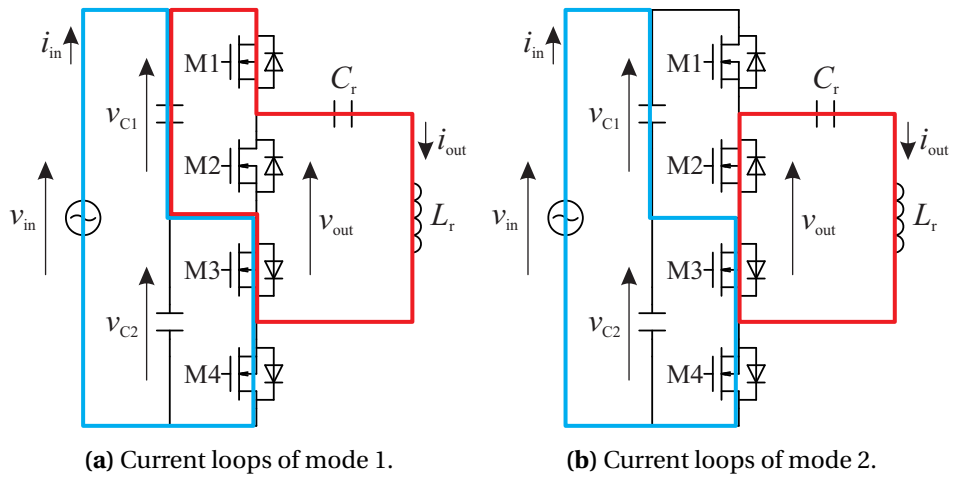 i_in
M1
C_r
v_C1
i_out
M2
v_in
v_out
L_r
M3
v_C2
M4
(a) Current loops of mode 1.
i_in
M1
C_r
v_C1
i_out
M2
v_in
v_out
L_r
M3
v_C2
M4
(b) Current loops of mode 2.